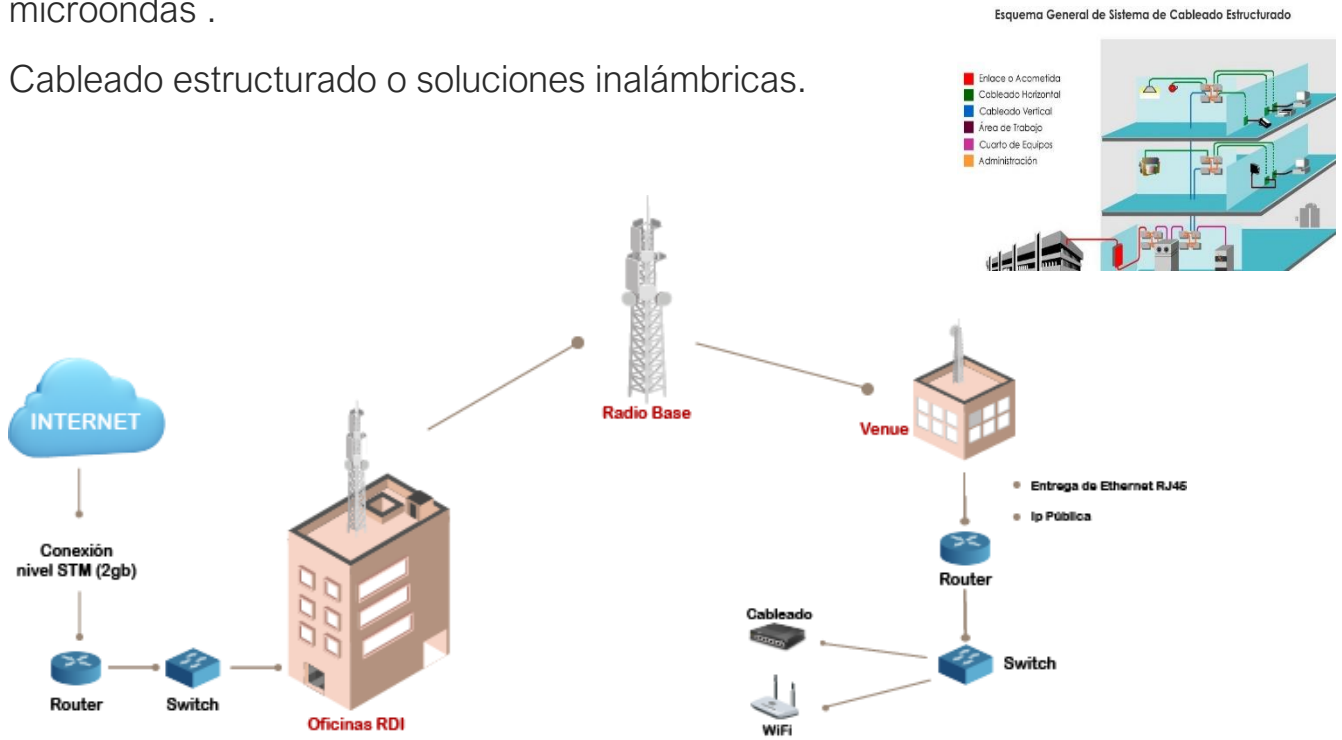 microondas .
Cableado estructurado o soluciones inalámbricas.
Esquema General de Sistema de Cableado Estructurado
Enlace o Acometida
Cableado Horizontal
Cableado Vertical
Área de Trabajo
Cuarto de Equipos
Administración
INTERNET
Conexión
nivel STM (2gb)
Router
Switch
Oficinas RDI
Radio Base
Venue
Entrega de Ethernet RJ45
Ip Pública
Router
Switch
Cableado
WiFi